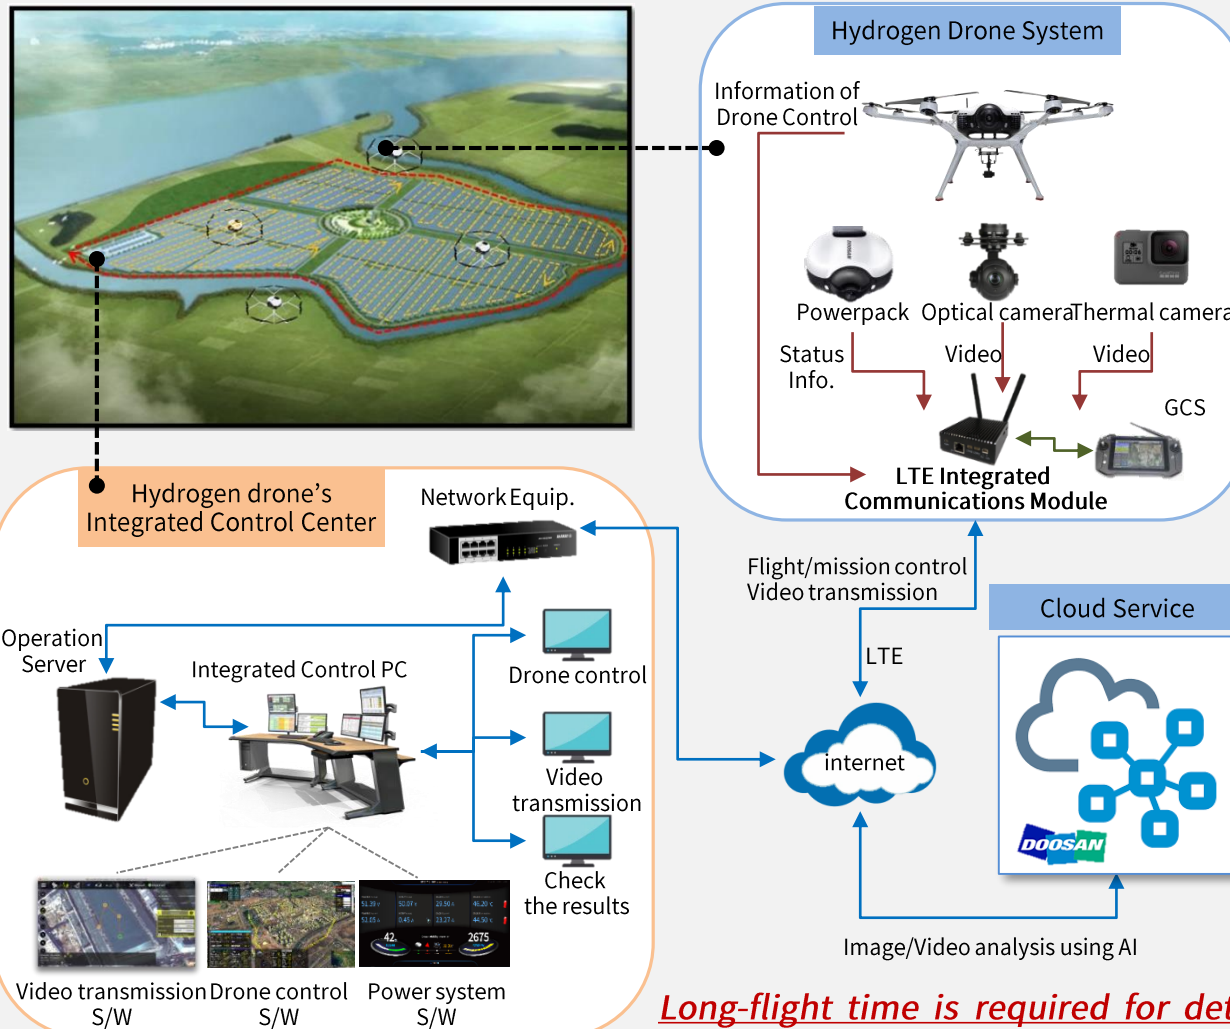 Hydrogen Drone System
Information of
Drone Control
Powerpack
Optical camera
Thermal camera
Status
Info.
Video
Video
GCS
LTE Integrated
Communications Module
Hydrogen drone's
Integrated Control Center
Network Equip.
Operation
Server
Integrated Control PC
Drone control
Video
transmission
Check
the results
Flight/mission control
Video transmission
LTE
internet
Cloud Service
DOOSAN
Image/Video analysis using AI
42
2675
Video transmission
S/W
Drone control
S/W
Power system
S/W
Long-flight time is required for det